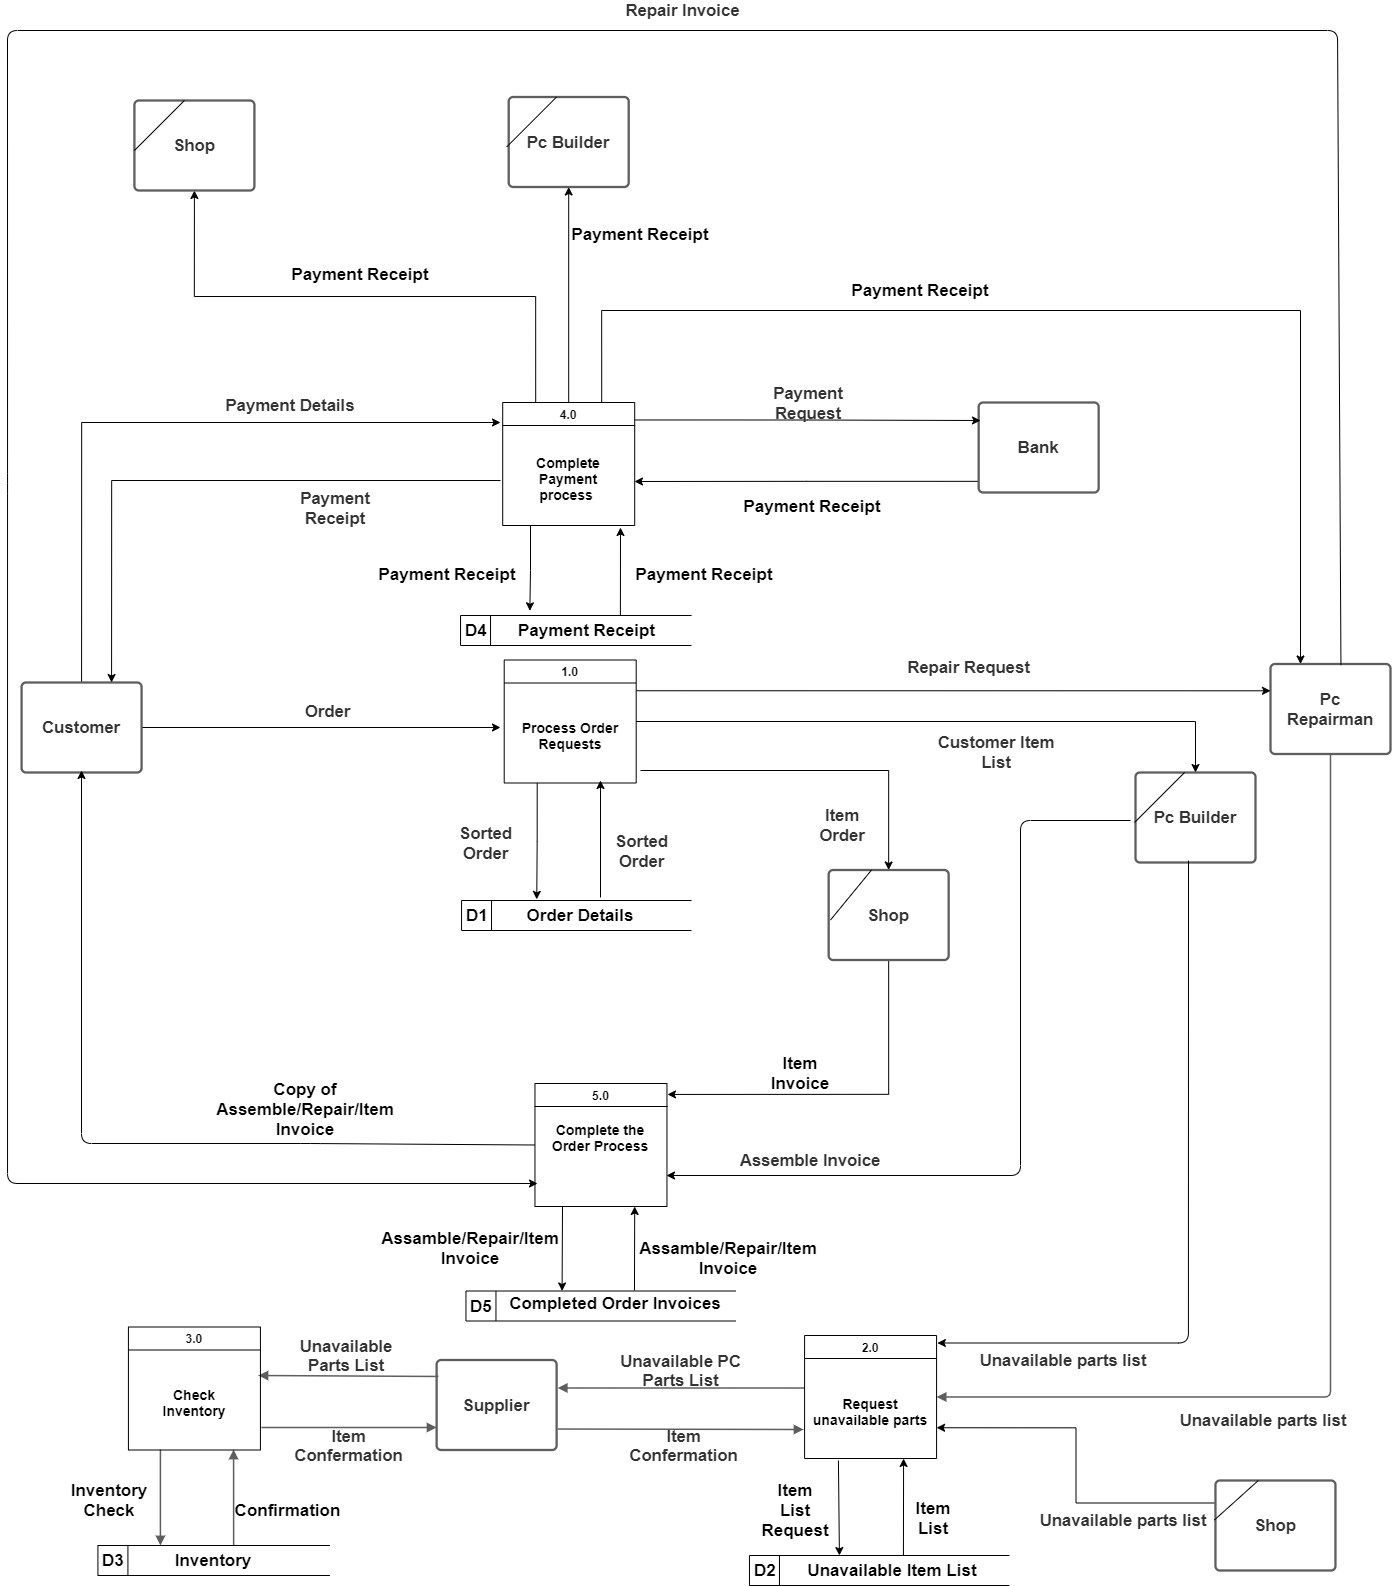 Repair Invoice
Shop
Pc Builder
Payment Receipt
Payment Receipt
Payment Receipt
Payment Details
4.0
Payment
Request
Complete
Payment
process
Bank
Payment
Receipt
Payment Receipt
Payment Receipt
Payment Receipt
D4
Payment Receipt
1.0
Repair Request
Customer
Order
Process Order
Requests
Pc
Repairman
Customer Item
List
Sorted
Order
Sorted
Order
Item
Order
Pc Builder
D1
Order Details
Shop
Item
Invoice
Copy of
Assemble/Repair/Item
Invoice
5.0
Complete the
Order Process
Assemble Invoice
Assamble/Repair/Item
Invoice
Assamble/Repair/Item
Invoice
D5
Completed Order Invoices
3.0
Unavailable
Parts List
Unavailable PC
Parts List
2.0
Unavailable parts list
Check
Inventory
Supplier
Request
unavailable parts
Unavailable parts list
Item
Confermation
Item
Confermation
Inventory
Check
Confirmation
Item
List
Request
Item
List
Unavailable parts list
Shop
D3
Inventory
D2
Unavailable Item List